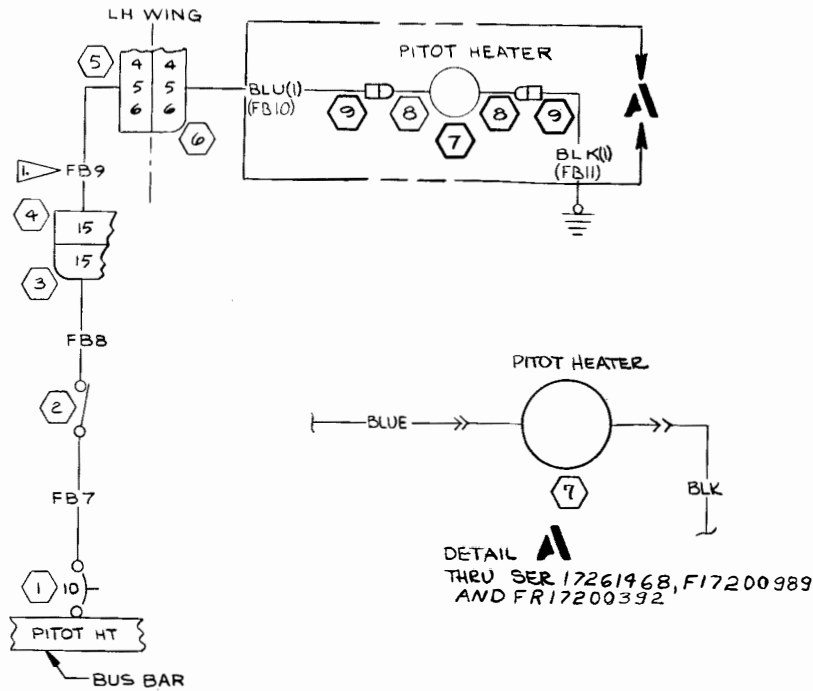 LH WING
5
4 4
5 5
6 6
6
BLU(1)
(FB10)
PITOT HEATER
9
8
7
8
9
BLK(1)
(FB11)
A
1.
FB9
4
15
15
3
FB8
2
FB7
1
10
PITOT HT
BUS BAR
PITOT HEATER
BLUE
7
BLK
DETAIL A
THRU SER 17261468, F17200989
AND FR17200392